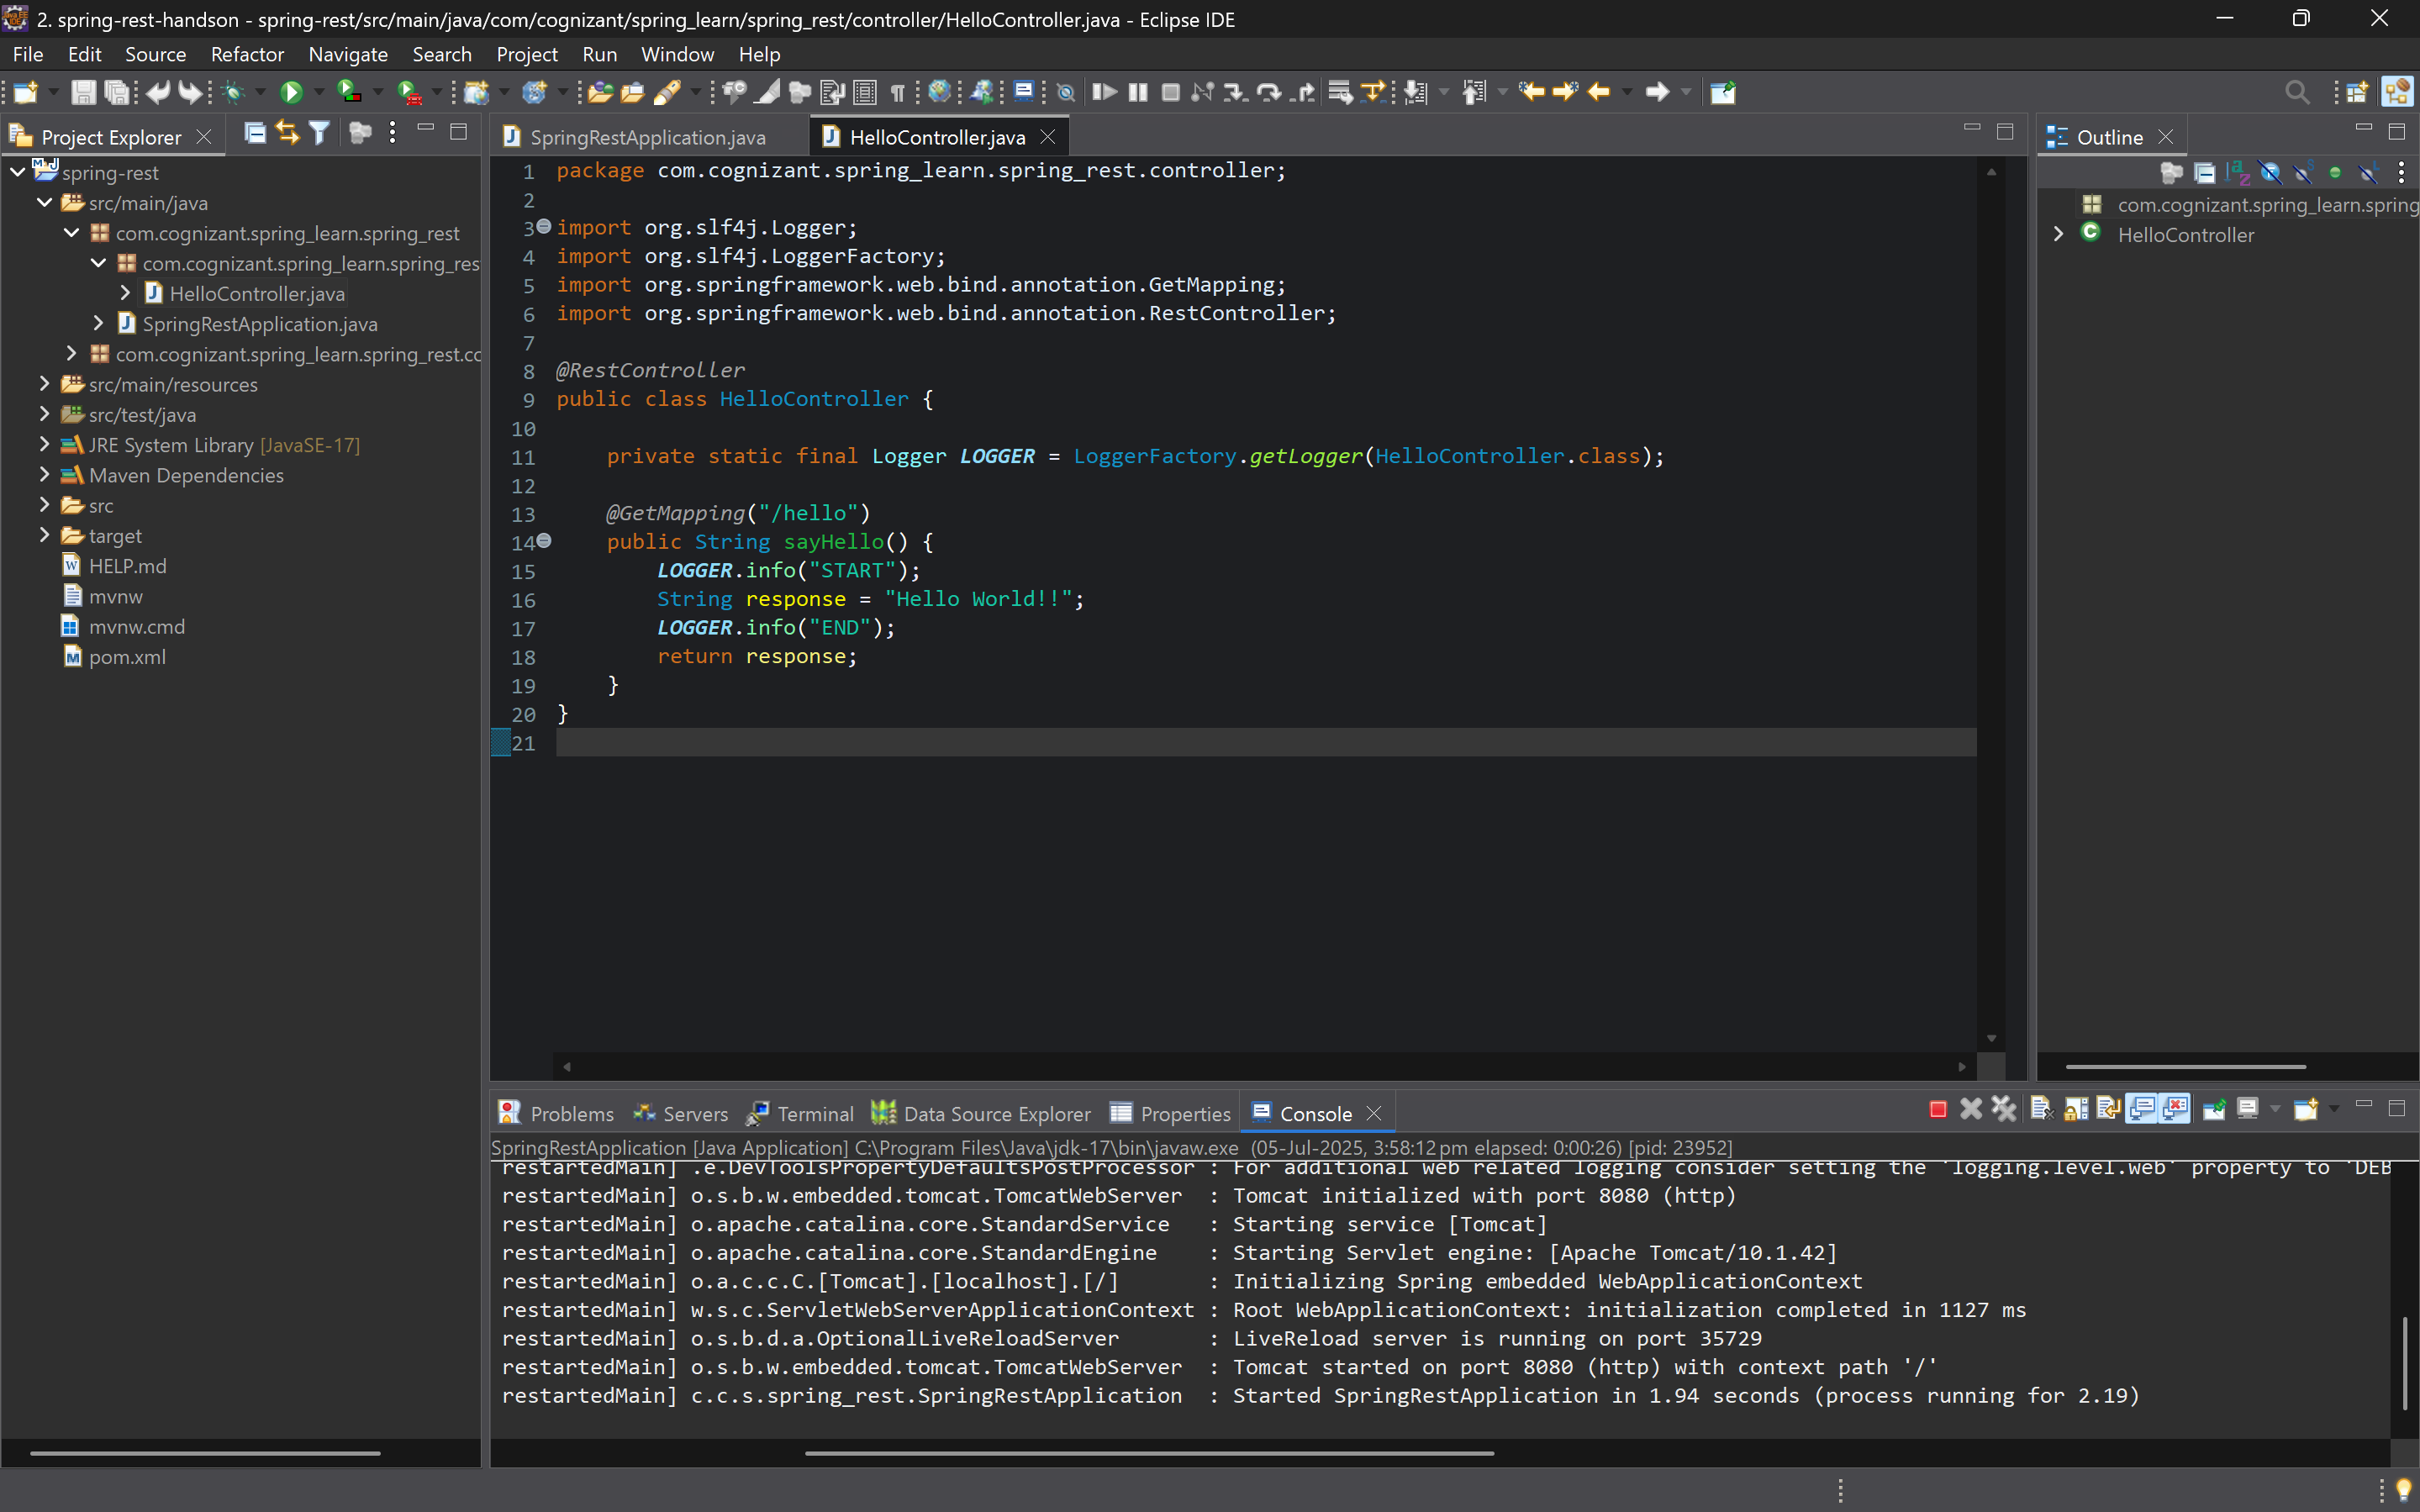 2. spring-rest-handson - spring-rest/src/main/java/com/cognizant/spring_learn/spring_rest/controller/HelloController.java - Eclipse IDE
File Edit Source Refactor Navigate Search Project Run Window Help
Project Explorer
spring-rest
src/main/java
com.cognizant.spring_learn.spring_rest
com.cognizant.spring_learn.spring_res
HelloController.java
SpringRestApplication.java
com.cognizant.spring_learn.spring_rest.cc
src/main/resources
src/test/java
JRE System Library [JavaSE-17]
Maven Dependencies
src
target
HELP.md
mvnw
mvnw.cmd
pom.xml
SpringRestApplication.java HelloController.java
1 package com.cognizant.spring_learn.spring_rest.controller;
2
3 import org.slf4j.Logger;
4 import org.slf4j.LoggerFactory;
5 import org.springframework.web.bind.annotation.GetMapping;
6 import org.springframework.web.bind.annotation.RestController;
7
8 @RestController
9 public class HelloController {
10
11 private static final Logger LOGGER = LoggerFactory.getLogger(HelloController.class);
12
13 @GetMapping("/hello")
14 public String sayHello() {
15 LOGGER.info("START");
16 String response = "Hello World!!";
17 LOGGER.info("END");
18 return response;
19 }
20 }
21
Outline
com.cognizant.spring_learn.spring
HelloController
Problems Servers Terminal Data Source Explorer Properties Console
SpringRestApplication [Java Application] C:\Program Files\Java\jdk-17\bin\javaw.exe (05-Jul-2025, 3:58:12 pm elapsed: 0:00:26) [pid: 23952]
restartedMain] .e.DevToolsPropertyDefaultsPostProcessor : For additional web related logging consider setting the 'logging.level.web' property to 'DEB
restartedMain] o.s.b.w.embedded.tomcat.TomcatWebServer : Tomcat initialized with port 8080 (http)
restartedMain] o.apache.catalina.core.StandardService : Starting service [Tomcat]
restartedMain] o.apache.catalina.core.StandardEngine : Starting Servlet engine: [Apache Tomcat/10.1.42]
restartedMain] o.a.c.c.C.[Tomcat].[localhost].[/] : Initializing Spring embedded WebApplicationContext
restartedMain] w.s.c.ServletWebServerApplicationContext : Root WebApplicationContext: initialization completed in 1127 ms
restartedMain] o.s.b.d.a.OptionalLiveReloadServer : LiveReload server is running on port 35729
restartedMain] o.s.b.w.embedded.tomcat.TomcatWebServer : Tomcat started on port 8080 (http) with context path '/'
restartedMain] c.c.s.spring_rest.SpringRestApplication : Started SpringRestApplication in 1.94 seconds (process running for 2.19)